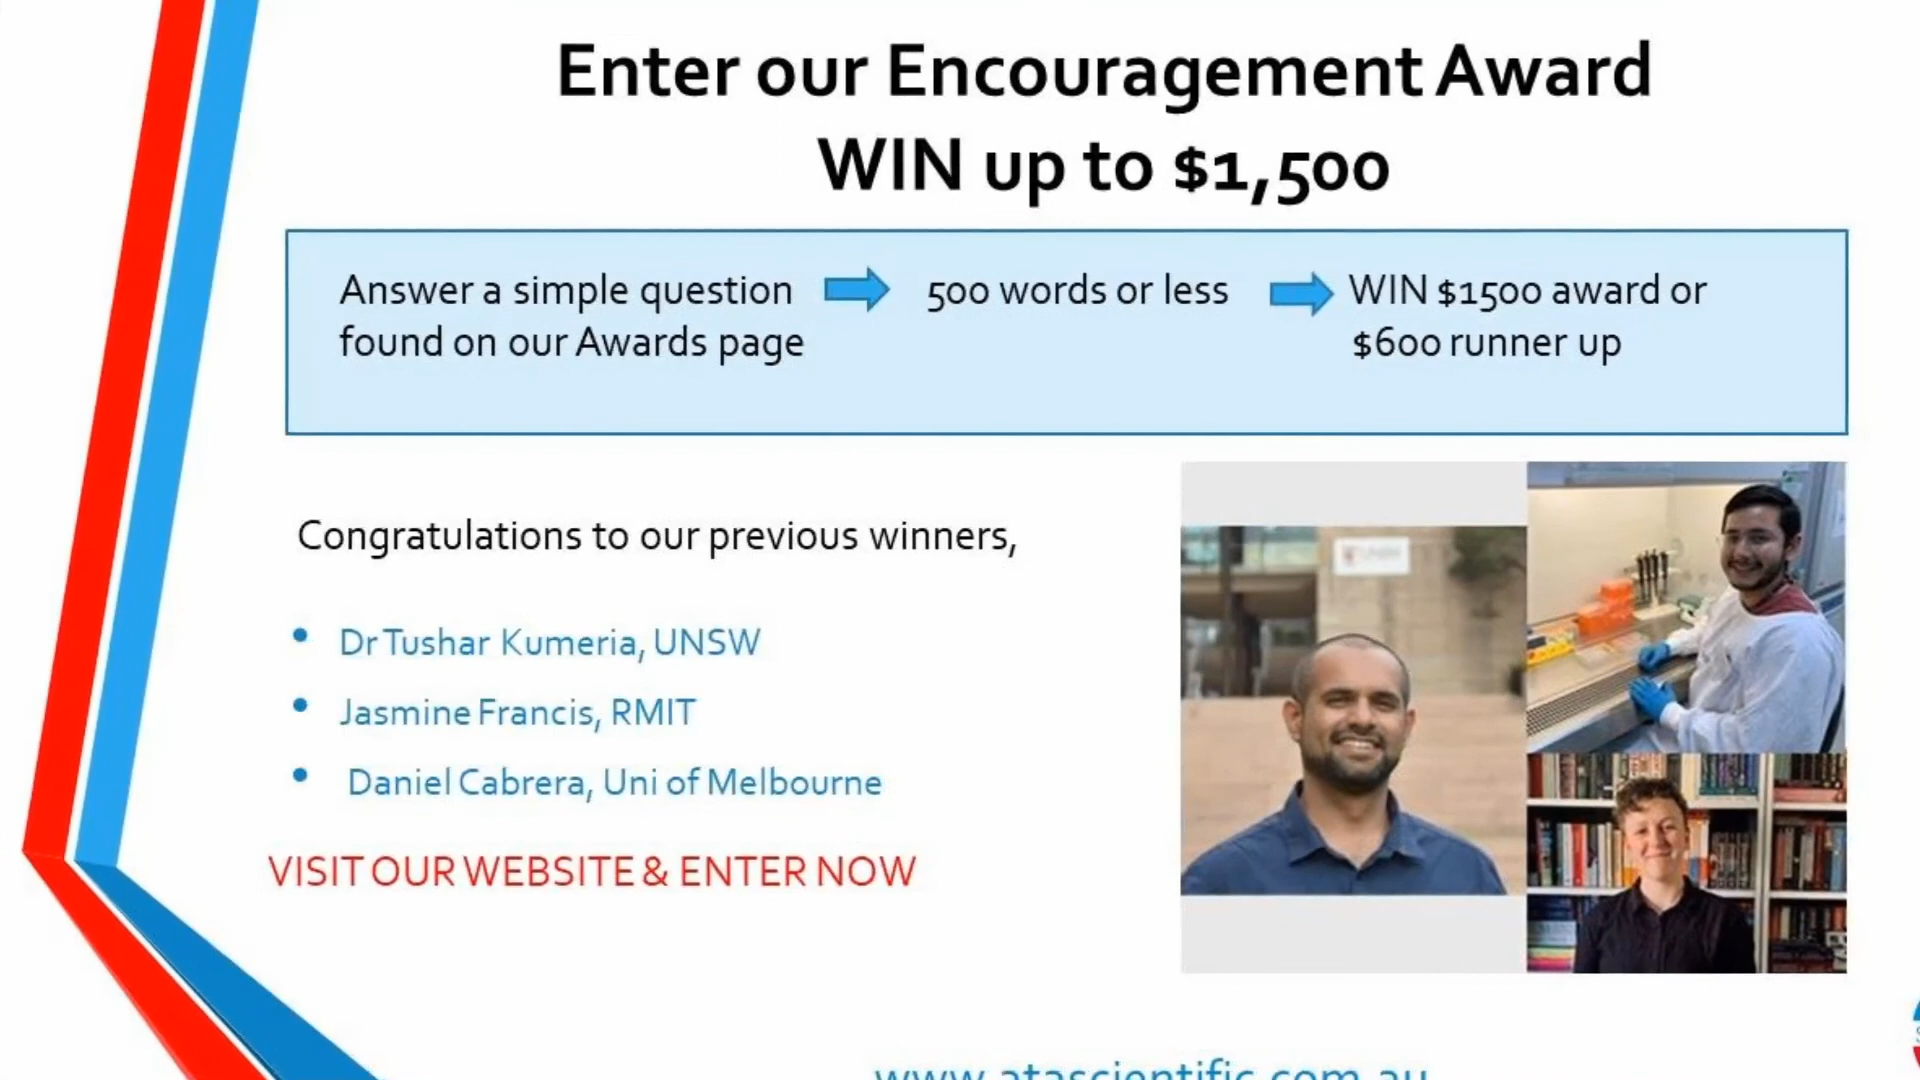 Enter our Encouragement Award
WIN up to $1,500
Answer a simple question
found on our Awards page
500 words or less
WIN $1500 award or
$600 runner up
Congratulations to our previous winners,
• Dr Tushar Kumeria, UNSW
• Jasmine Francis, RMIT
• Daniel Cabrera, Uni of Melbourne
VISIT OUR WEBSITE & ENTER NOW
www.atascientific.com.au